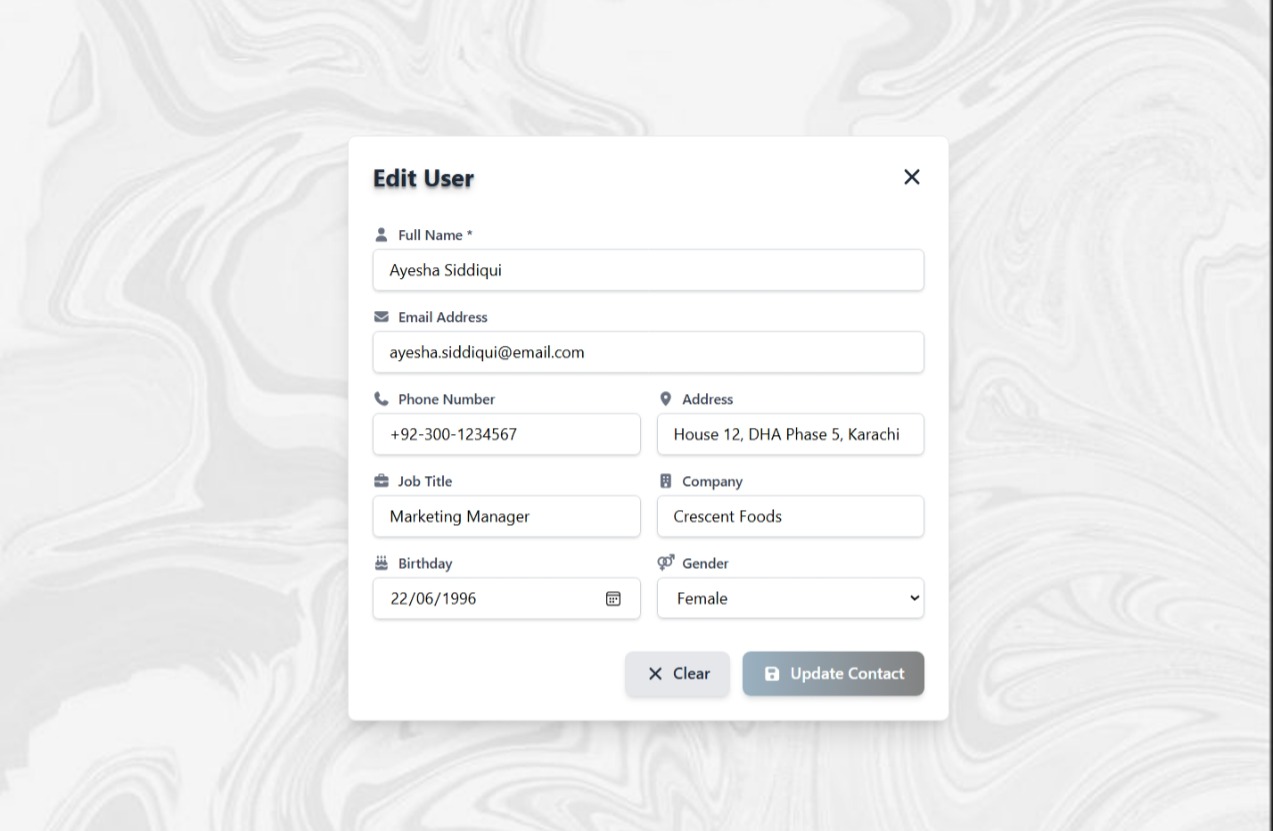 Edit User
Full Name *
Ayesha Siddiqui
Email Address
ayesha.siddiqui@email.com
Phone Number
Address
+92-300-1234567
House 12, DHA Phase 5, Karachi
Job Title
Company
Marketing Manager
Crescent Foods
Birthday
Gender
22/06/1996
Female
Clear
Update Contact